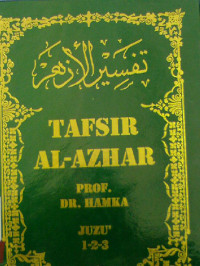 تفسير الأزهر
TAFSIR
AL-AZHAR
PROF.
DR. HAMKA
JUZU'
1-2-3